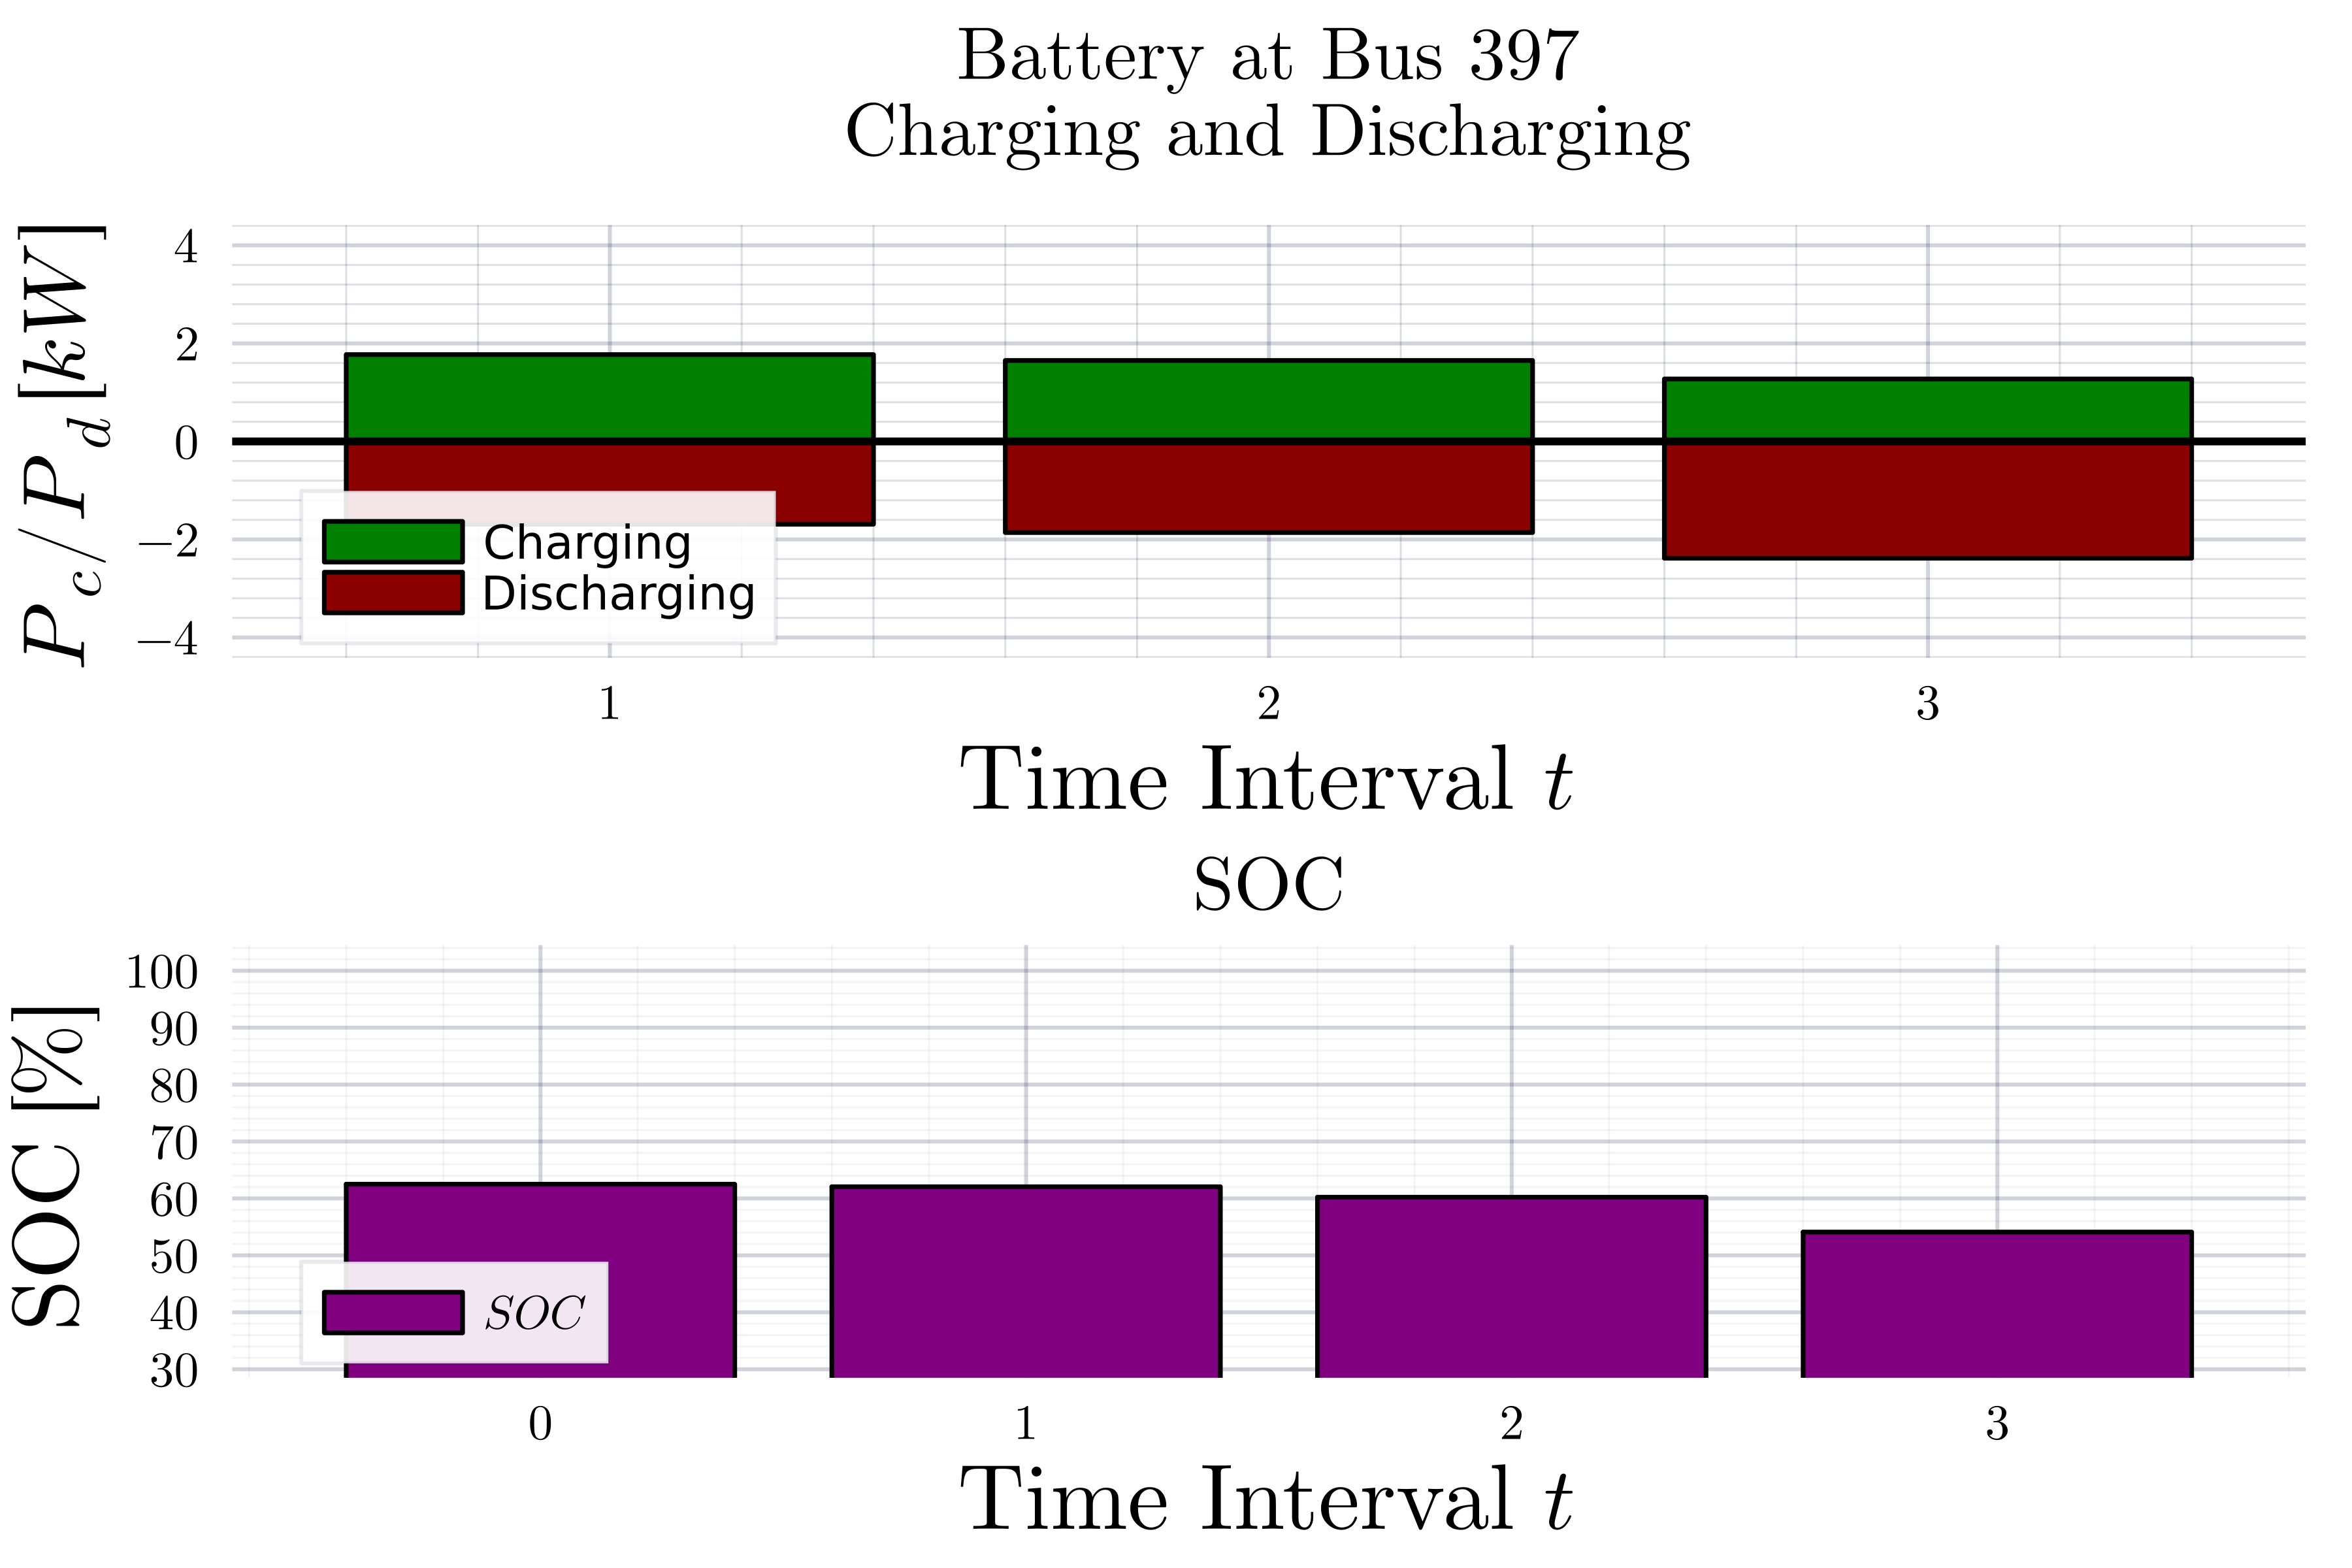 Battery at Bus 397
Charging and Discharging
P_c/P_d [kW]
4
2
0
−2
−4
Charging
Discharging
1 2 3
Time Interval t
SOC
SOC [%]
100
90
80
70
60
50
40
30
SOC
0 1 2 3
Time Interval t